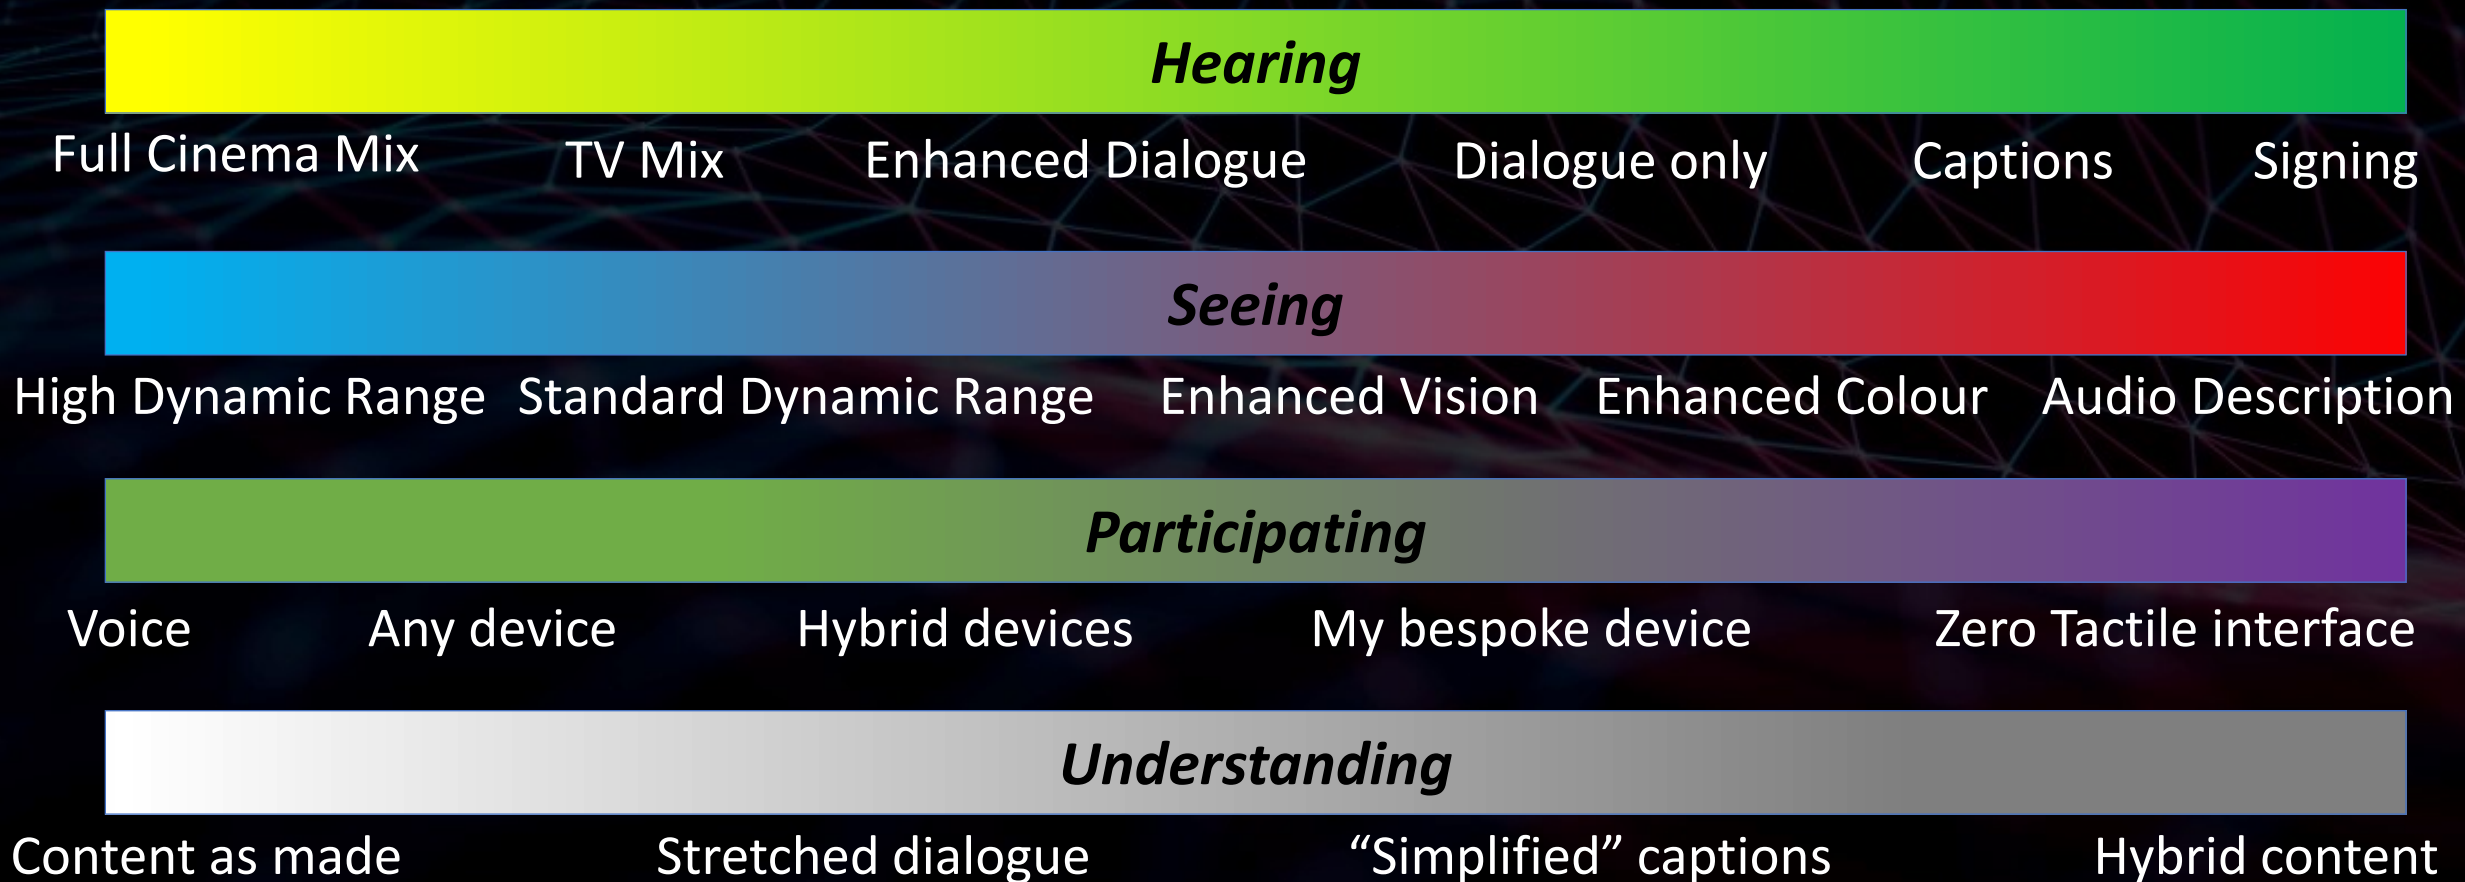 Hearing
Full Cinema Mix TV Mix Enhanced Dialogue Dialogue only Captions Signing
Seeing
High Dynamic Range Standard Dynamic Range Enhanced Vision Enhanced Colour Audio Description
Participating
Voice Any device Hybrid devices My bespoke device Zero Tactile interface
Understanding
Content as made Stretched dialogue “Simplified” captions Hybrid content